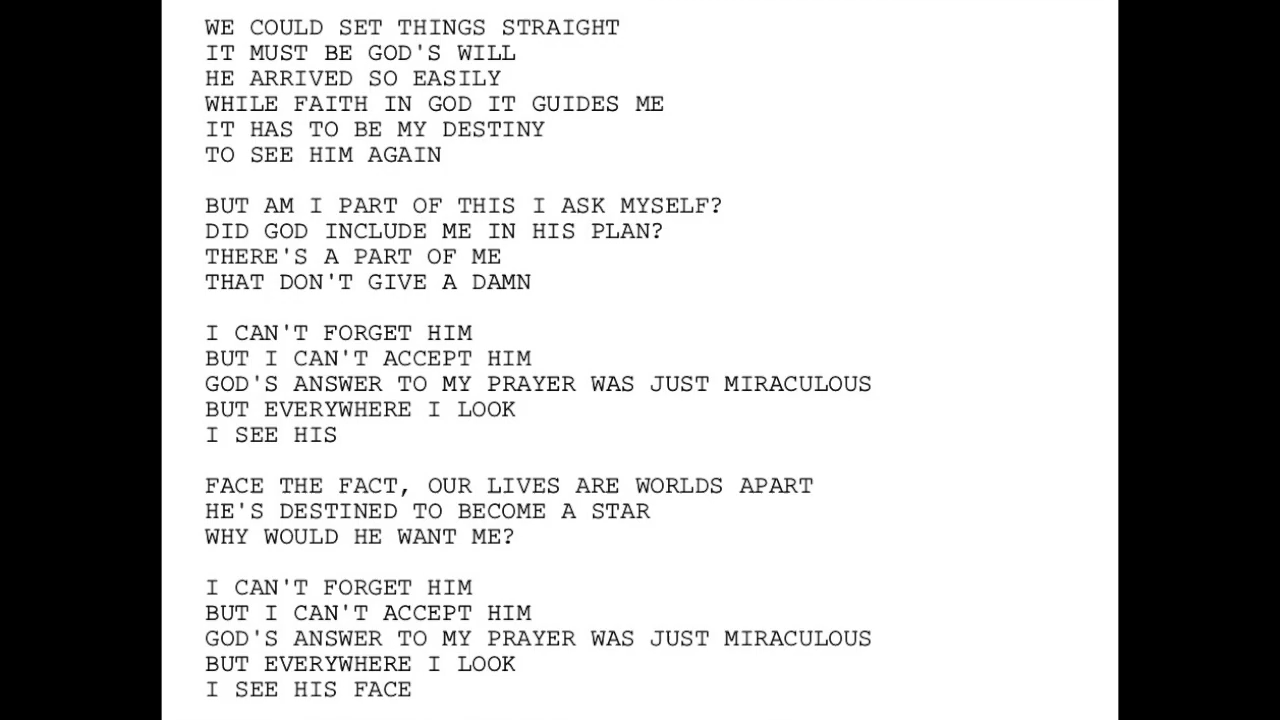 WE COULD SET THINGS STRAIGHT
IT MUST BE GOD'S WILL
HE ARRIVED SO EASILY
WHILE FAITH IN GOD IT GUIDES ME
IT HAS TO BE MY DESTINY
TO SEE HIM AGAIN
BUT AM I PART OF THIS I ASK MYSELF?
DID GOD INCLUDE ME IN HIS PLAN?
THERE'S A PART OF ME
THAT DON'T GIVE A DAMN
I CAN'T FORGET HIM
BUT I CAN'T ACCEPT HIM
GOD'S ANSWER TO MY PRAYER WAS JUST MIRACULOUS
BUT EVERYWHERE I LOOK
I SEE HIS
FACE THE FACT, OUR LIVES ARE WORLDS APART
HE'S DESTINED TO BECOME A STAR
WHY WOULD HE WANT ME?
I CAN'T FORGET HIM
BUT I CAN'T ACCEPT HIM
GOD'S ANSWER TO MY PRAYER WAS JUST MIRACULOUS
BUT EVERYWHERE I LOOK
I SEE HIS FACE